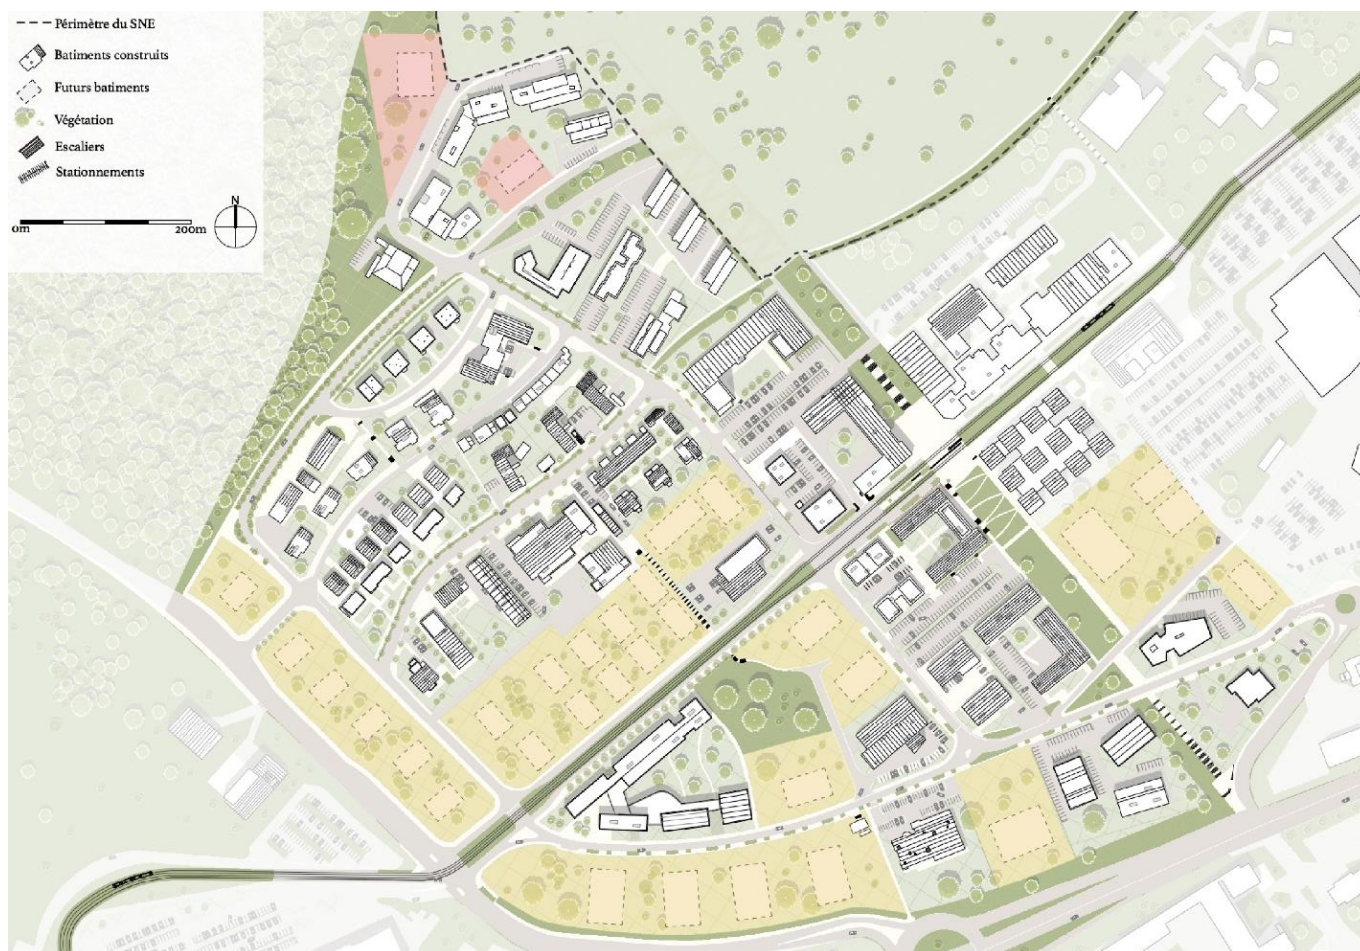 Périmètre du SNE
Batiments construits
Futurs batiments
Végétation
Escaliers
Stationnements
0m 200m
N